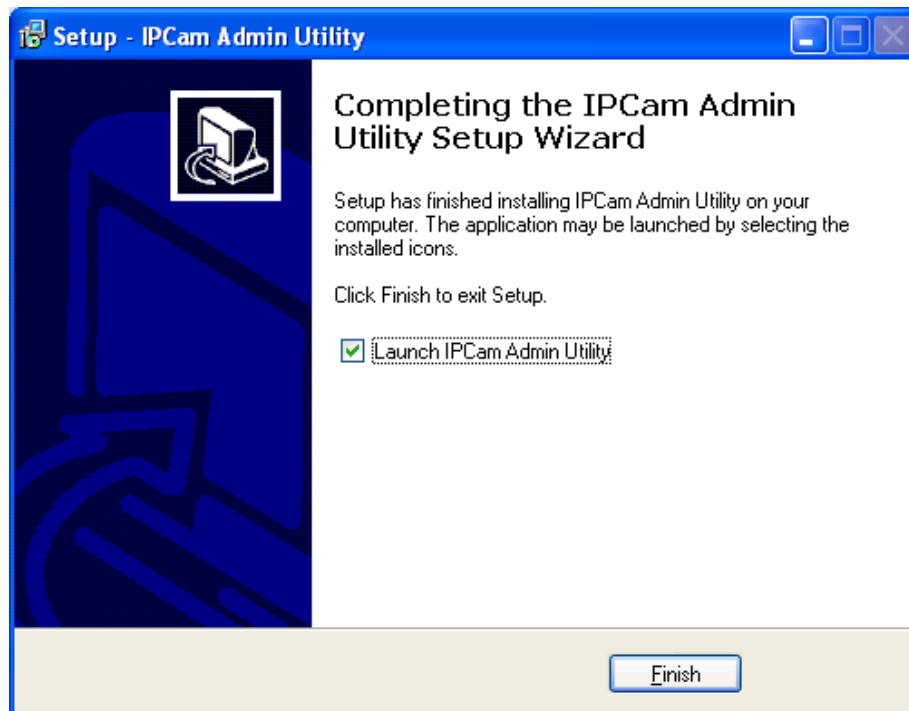 Setup - IPCam Admin Utility
Completing the IPCam Admin
Utility Setup Wizard
Setup has finished installing IPCam Admin Utility on your
computer. The application may be launched by selecting the
installed icons.
Click Finish to exit Setup.
Launch IPCam Admin Utility
Finish